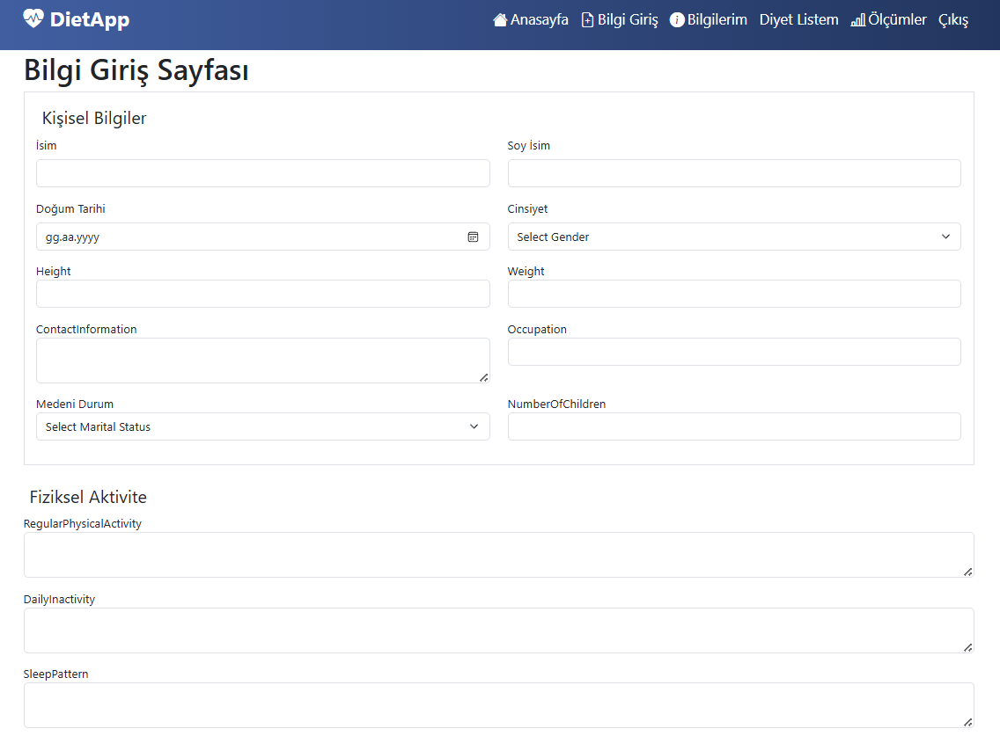 DietApp
Anasayfa Bilgi Giriş Bilgilerim Diyet Listem Ölçümler Çıkış
Bilgi Giriş Sayfası
Kişisel Bilgiler
İsim Soy İsim
Doğum Tarihi Cinsiyet
gg.aa.yyyy Select Gender
Height Weight
ContactInformation Occupation
Medeni Durum NumberOfChildren
Select Marital Status
Fiziksel Aktivite
RegularPhysicalActivity
DailyInactivity
SleepPattern